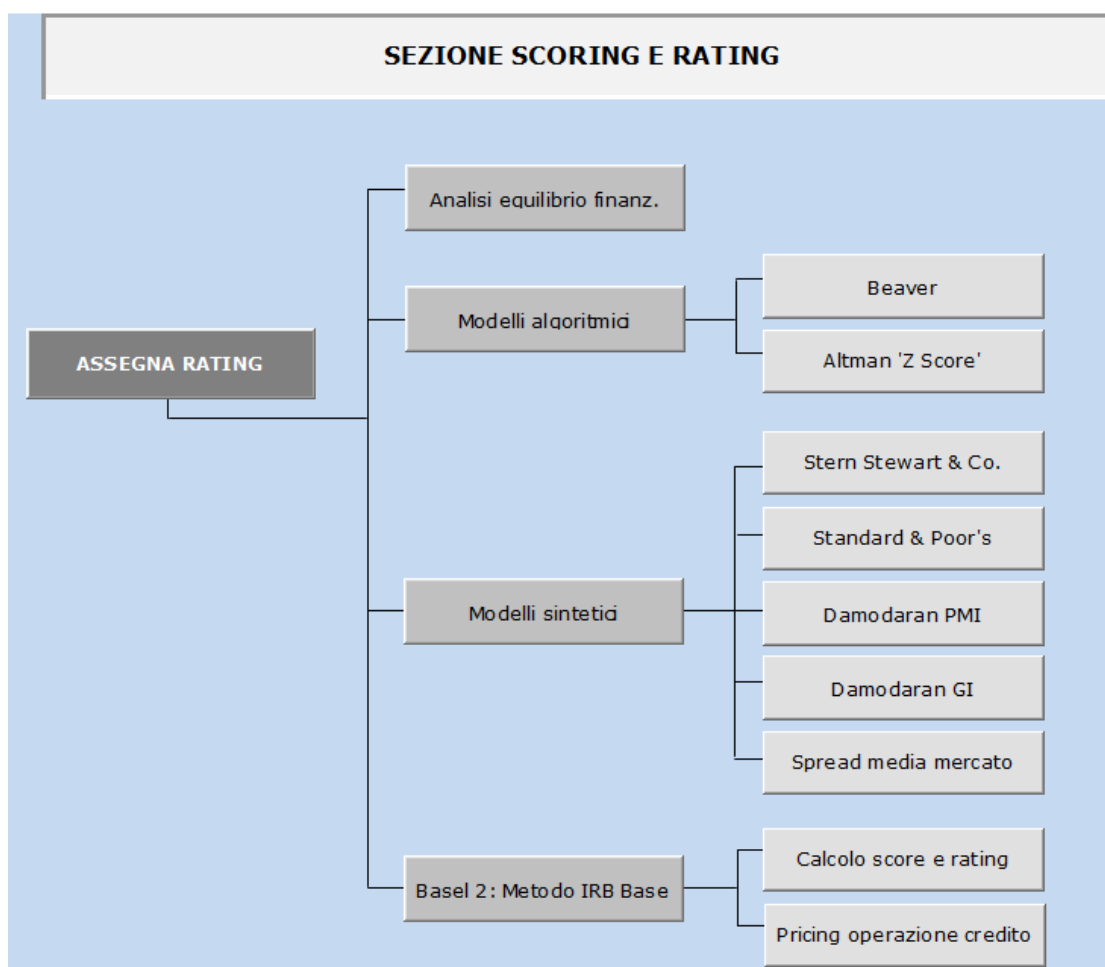 SEZIONE SCORING E RATING
Analisi equilibrio finanz.
Beaver
Modelli algoritmici
Altman 'Z Score'
ASSEGNA RATING
Stern Stewart & Co.
Standard & Poor's
Modelli sintetici
Damodaran PMI
Damodaran GI
Spread media mercato
Calcolo score e rating
Basel 2: Metodo IRB Base
Pricing operazione credito